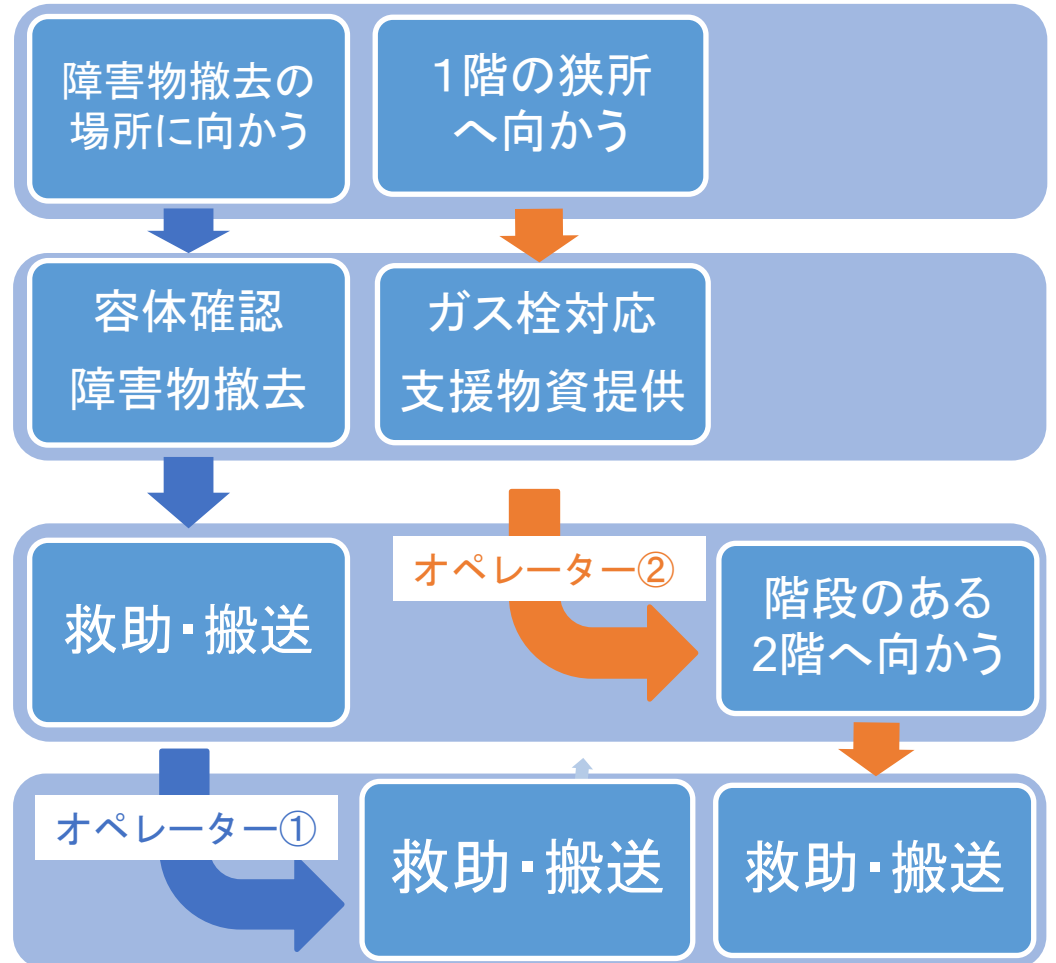 障害物撤去の
場所に向かう
1階の狭所
へ向かう
容体確認
障害物撤去
ガス栓対応
支援物資提供
救助・搬送
オペレーター②
階段のある
2階へ向かう
オペレーター①
救助・搬送
救助・搬送